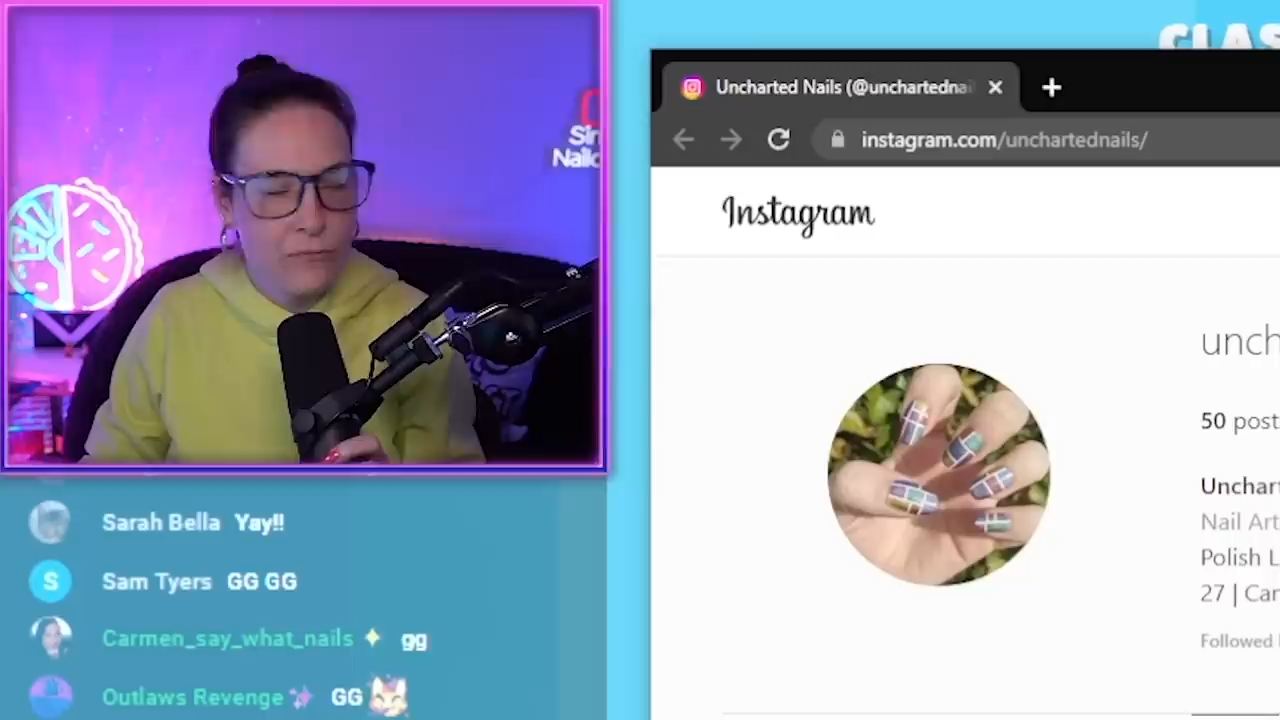 CLAS
Uncharted Nails (@unchartednai
instagram.com/unchartednails/
Instagram
unch
50 post
Unchar
Nail Art
Polish L
27 | Car
Followed
Sarah Bella Yay!!
S Sam Tyers GG GG
Carmen_say_what_nails gg
Outlaws Revenge GG